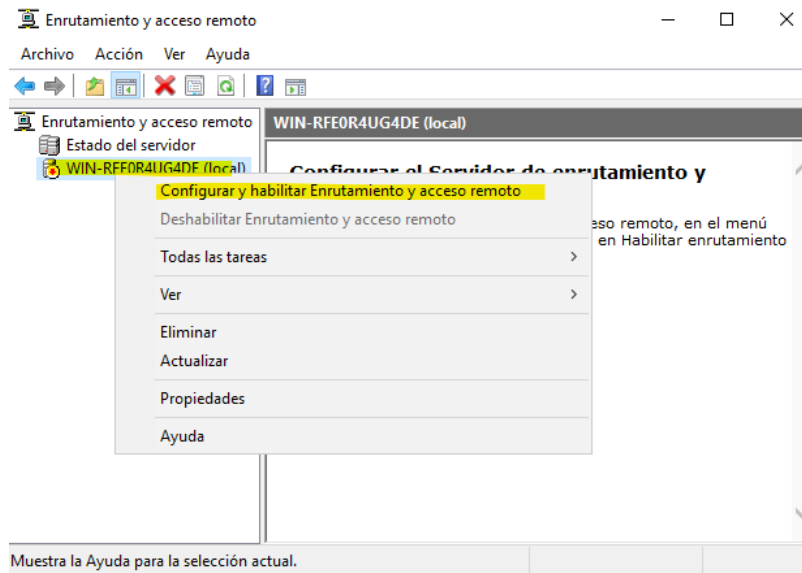 Enrutamiento y acceso remoto
Archivo Acción Ver Ayuda
Enrutamiento y acceso remoto
Estado del servidor
WIN-RFE0R4UG4DE (local)
WIN-RFE0R4UG4DE (local)
Configurar el Servidor de enrutamiento y
eso remoto, en el menú
en Habilitar enrutamiento
Configurar y habilitar Enrutamiento y acceso remoto
Deshabilitar Enrutamiento y acceso remoto
Todas las tareas
Ver
Eliminar
Actualizar
Propiedades
Ayuda
Muestra la Ayuda para la selección actual.